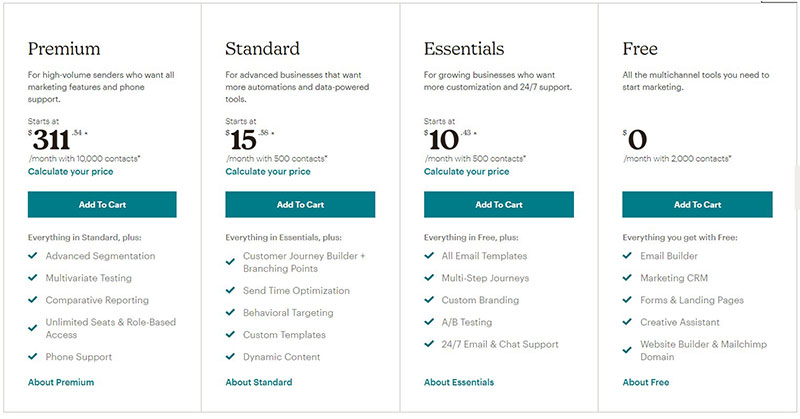 Premium
For high-volume senders who want all
marketing features and phone
support.
Starts at
$311.54*
/month with 10,000 contacts*
Calculate your price
Add To Cart
Everything in Standard, plus:
Advanced Segmentation
Multivariate Testing
Comparative Reporting
Unlimited Seats & Role-Based
Access
Phone Support
About Premium
Standard
For advanced businesses that want
more automations and data-powered
tools.
Starts at
$15.58*
/month with 500 contacts*
Calculate your price
Add To Cart
Everything in Essentials, plus:
Customer Journey Builder +
Branching Points
Send Time Optimization
Behavioral Targeting
Custom Templates
Dynamic Content
About Standard
Essentials
For growing businesses who want
more customization and 24/7 support.
Starts at
$10.43*
/month with 500 contacts*
Calculate your price
Add To Cart
Everything in Free, plus:
All Email Templates
Multi-Step Journeys
Custom Branding
A/B Testing
24/7 Email & Chat Support
About Essentials
Free
All the multichannel tools you need to
start marketing.
$0
/month with 2,000 contacts*
Add To Cart
Everything you get with Free:
Email Builder
Marketing CRM
Forms & Landing Pages
Creative Assistant
Website Builder & Mailchimp
Domain
About Free